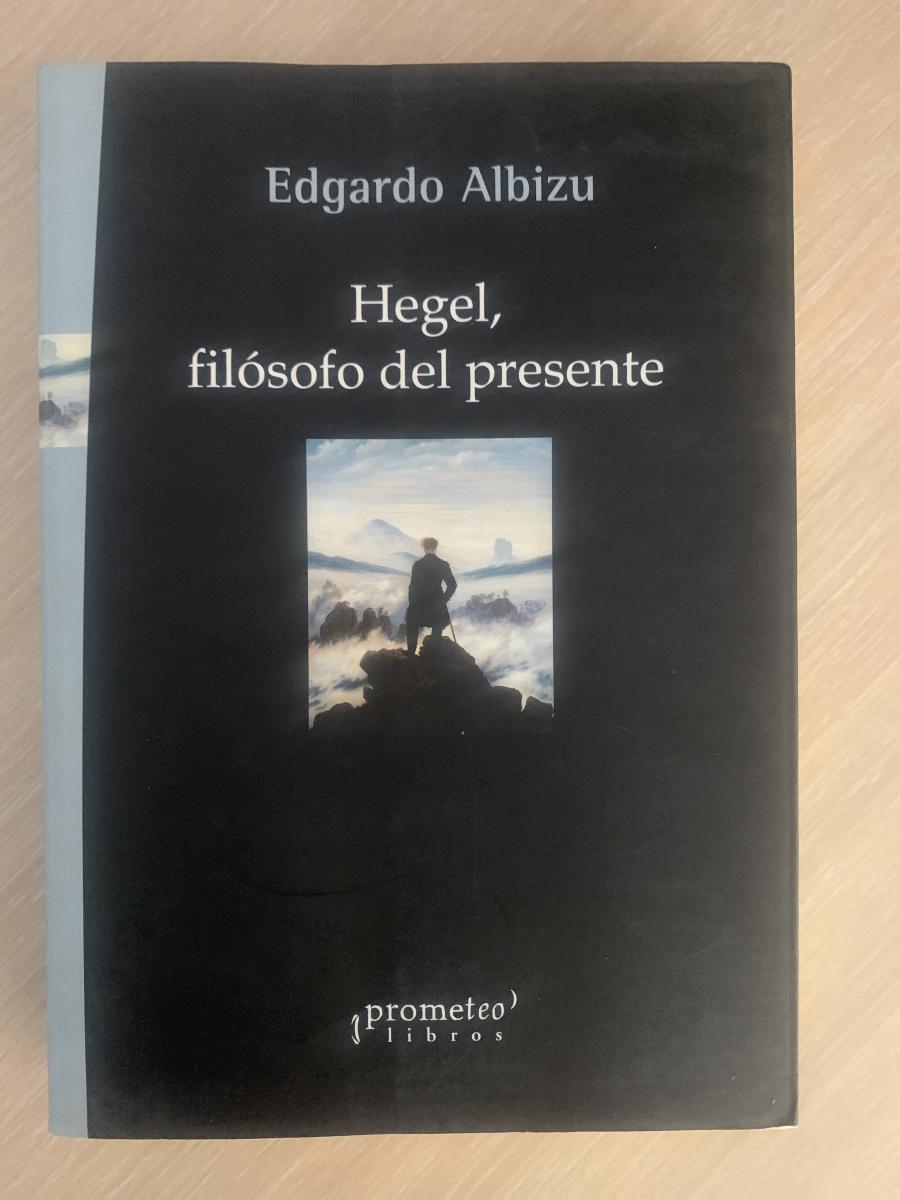 Edgardo Albizu
Hegel,
filósofo del presente
prometeo
libros